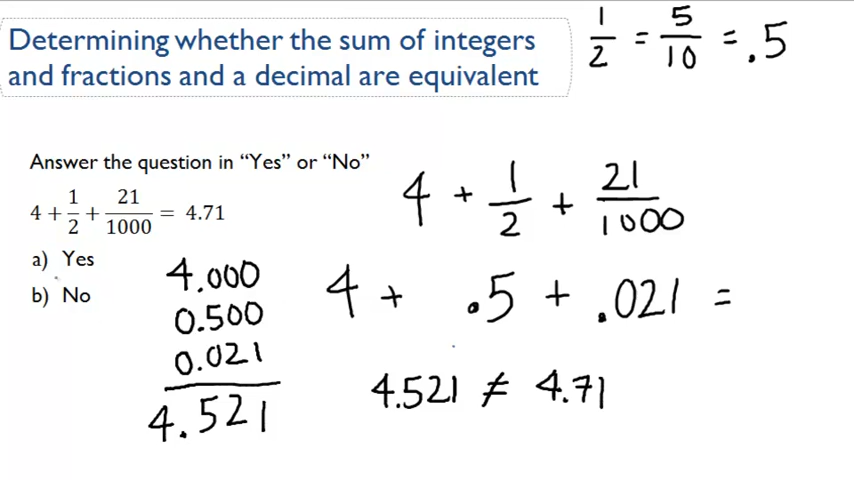 Determining whether the sum of integers
and fractions and a decimal are equivalent
1/2 = 5/10 = .5
Answer the question in “Yes” or “No”
4 + 1/2 + 21/1000 = 4.71
a) Yes
b) No
4 + 1/2 + 21/1000
4 + .5 + .021 =
4.000
0.500
0.021
4.521
4.521 ≠ 4.71